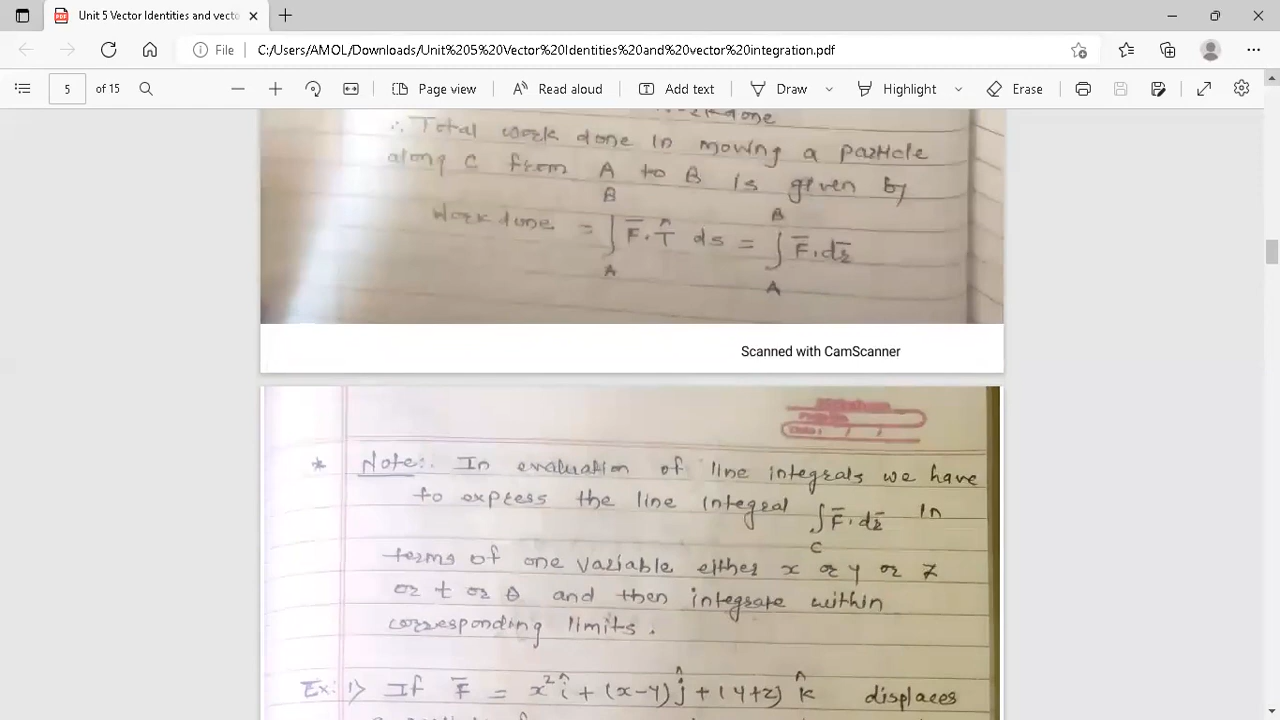 Unit 5 Vector Identities and vecto
File C:/Users/AMOL/Downloads/Unit%205%20Vector%20Identities%20and%20vector%20integration.pdf
5 of 15 Page view Read aloud Add text Draw Highlight Erase
∴ Total work done in moving a particle
along C from A to B is given by
Work done = ∫_A^B F̅.T̂ ds = ∫_A^B F̅.dr̅
Scanned with CamScanner
* Note:. In evaluation of line integrals we have
to express the line integral ∫_C F̅.dr̅ in
terms of one variable either x or y or z
or t or θ and then integrate within
corresponding limits.
Ex: 1) If F̅ = x² î + (x-y) ĵ + (y+z) k̂ displaces